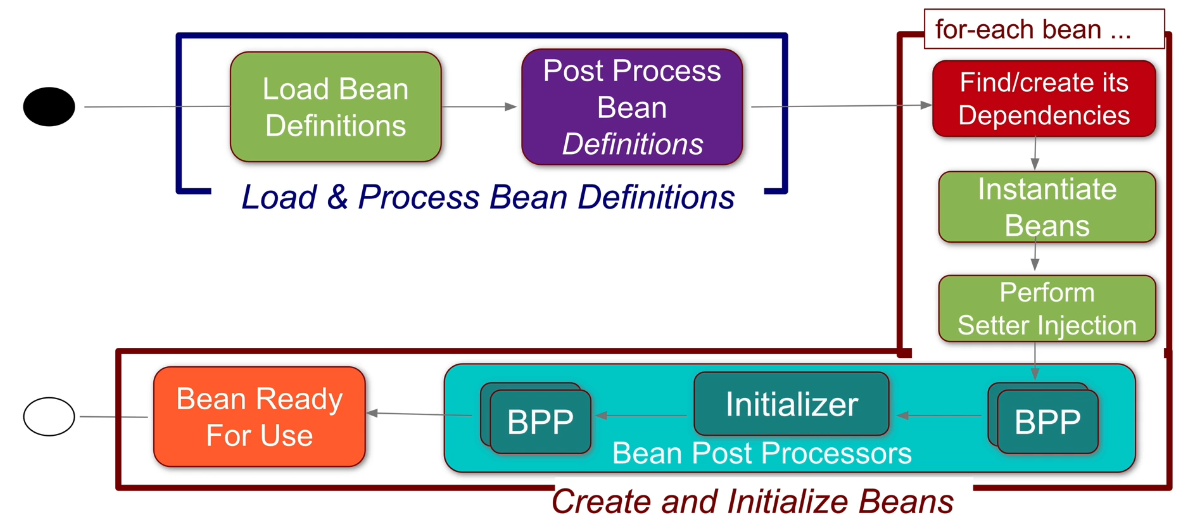 for-each bean ...
Load Bean
Definitions
Post Process
Bean
Definitions
Find/create its
Dependencies
Load & Process Bean Definitions
Instantiate
Beans
Perform
Setter Injection
BPP
Initializer
BPP
Bean Post Processors
Bean Ready
For Use
Create and Initialize Beans